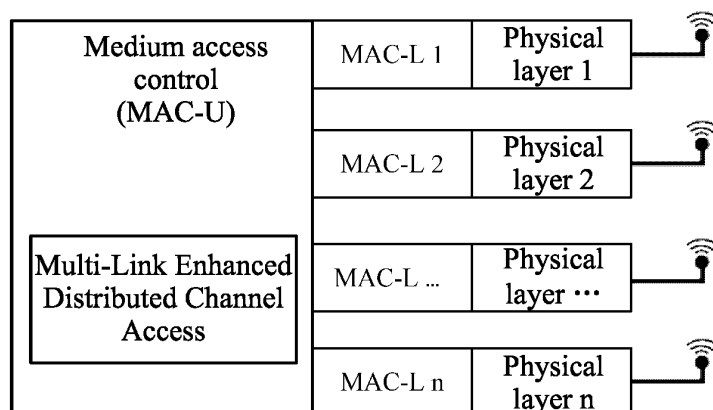 Medium access
control
(MAC-U)
Multi-Link Enhanced
Distributed Channel
Access
MAC-L 1
Physical
layer 1
MAC-L 2
Physical
layer 2
MAC-L ...
Physical
layer ···
MAC-L n
Physical
layer n